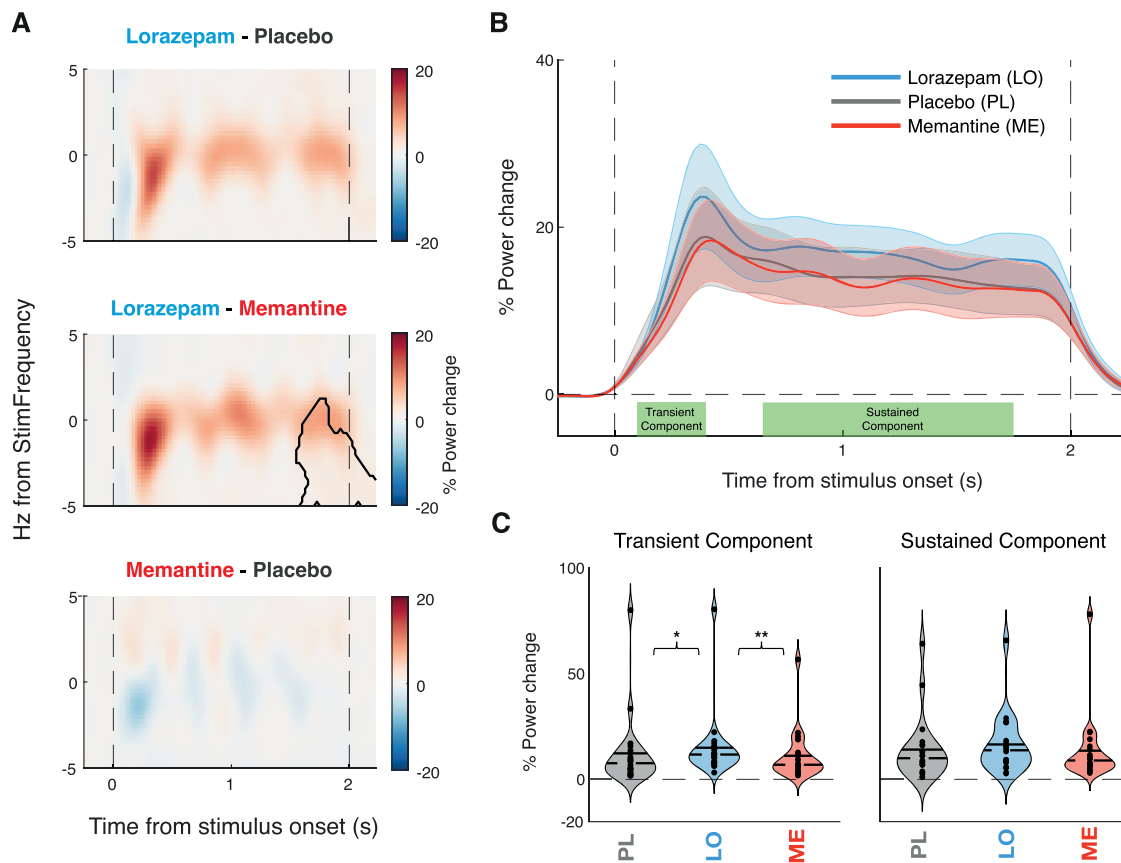 A
Lorazepam - Placebo
5
0
-5
20
0
-20
Lorazepam - Memantine
5
0
-5
20
0
-20
% Power change
Hz from StimFrequency
Memantine - Placebo
5
0
-5
20
0
-20
0
1
2
Time from stimulus onset (s)
B
40
20
0
% Power change
Lorazepam (LO)
Placebo (PL)
Memantine (ME)
Transient
Component
Sustained
Component
0
1
2
Time from stimulus onset (s)
C
Transient Component
Sustained Component
100
50
0
-20
% Power change
*
**
PL
LO
ME
PL
LO
ME